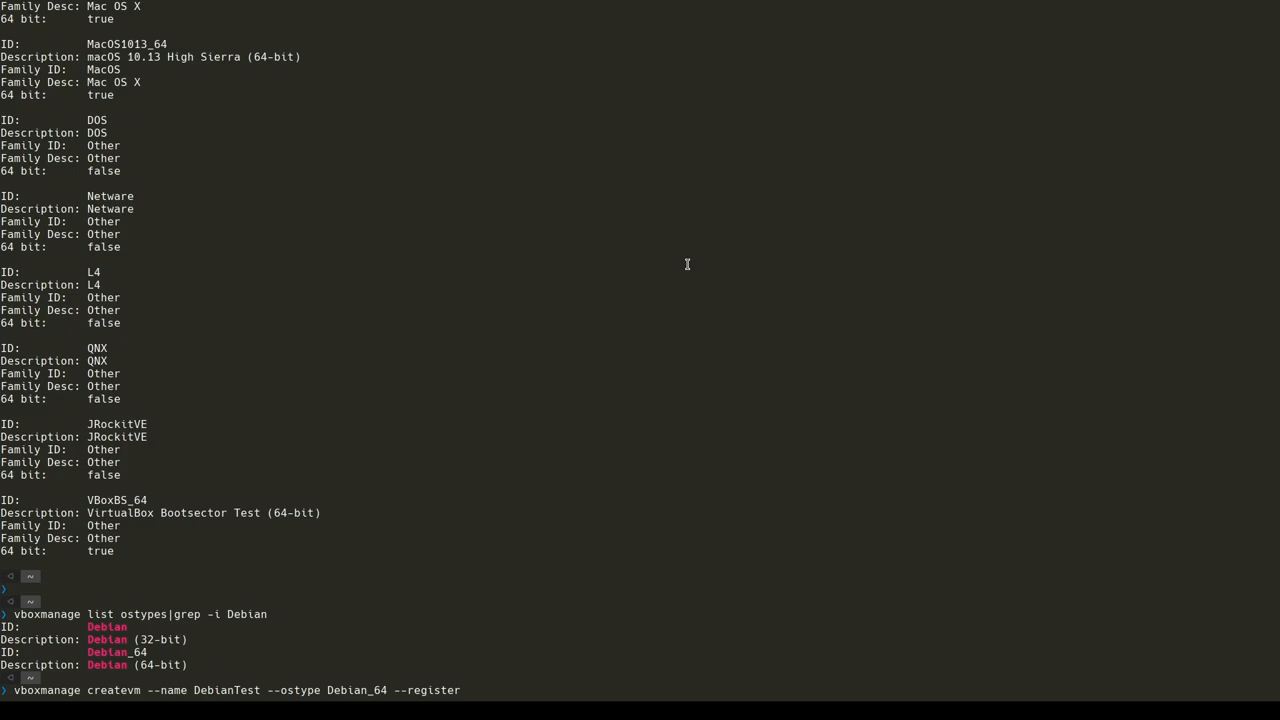 Family Desc: Mac OS X
64 bit:      true

ID:          MacOS1013_64
Description: macOS 10.13 High Sierra (64-bit)
Family ID:   MacOS
Family Desc: Mac OS X
64 bit:      true

ID:          DOS
Description: DOS
Family ID:   Other
Family Desc: Other
64 bit:      false

ID:          Netware
Description: Netware
Family ID:   Other
Family Desc: Other
64 bit:      false

ID:          L4
Description: L4
Family ID:   Other
Family Desc: Other
64 bit:      false

ID:          QNX
Description: QNX
Family ID:   Other
Family Desc: Other
64 bit:      false

ID:          JRockitVE
Description: JRockitVE
Family ID:   Other
Family Desc: Other
64 bit:      false

ID:          VBoxBS_64
Description: VirtualBox Bootsector Test (64-bit)
Family ID:   Other
Family Desc: Other
64 bit:      true

~
❯
~
❯ vboxmanage list ostypes|grep -i Debian
ID:          Debian
Description: Debian (32-bit)
ID:          Debian_64
Description: Debian (64-bit)
~
❯ vboxmanage createvm --name DebianTest --ostype Debian_64 --register